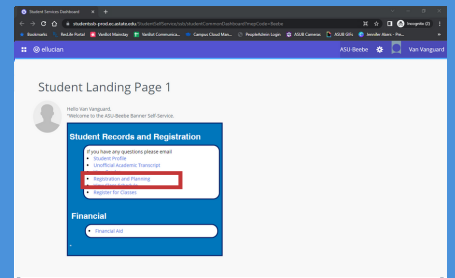 Student Services Dashboard
studentssb-prod.ec.astate.edu/StudentSelfService/ssb/studentCommonDashboard?mepCode=Beebe
Incognito (2)
Bookmarks
ellucian
ASU-Beebe
Van Vanguard
Student Landing Page 1
Hello Van Vanguard,
"Welcome to the ASU-Beebe Banner Self Service.
Student Records and Registration
If you have any questions please email
Student Profile
Unofficial Academic Transcript
Registration and Planning
Register for Classes
Financial
Financial Aid